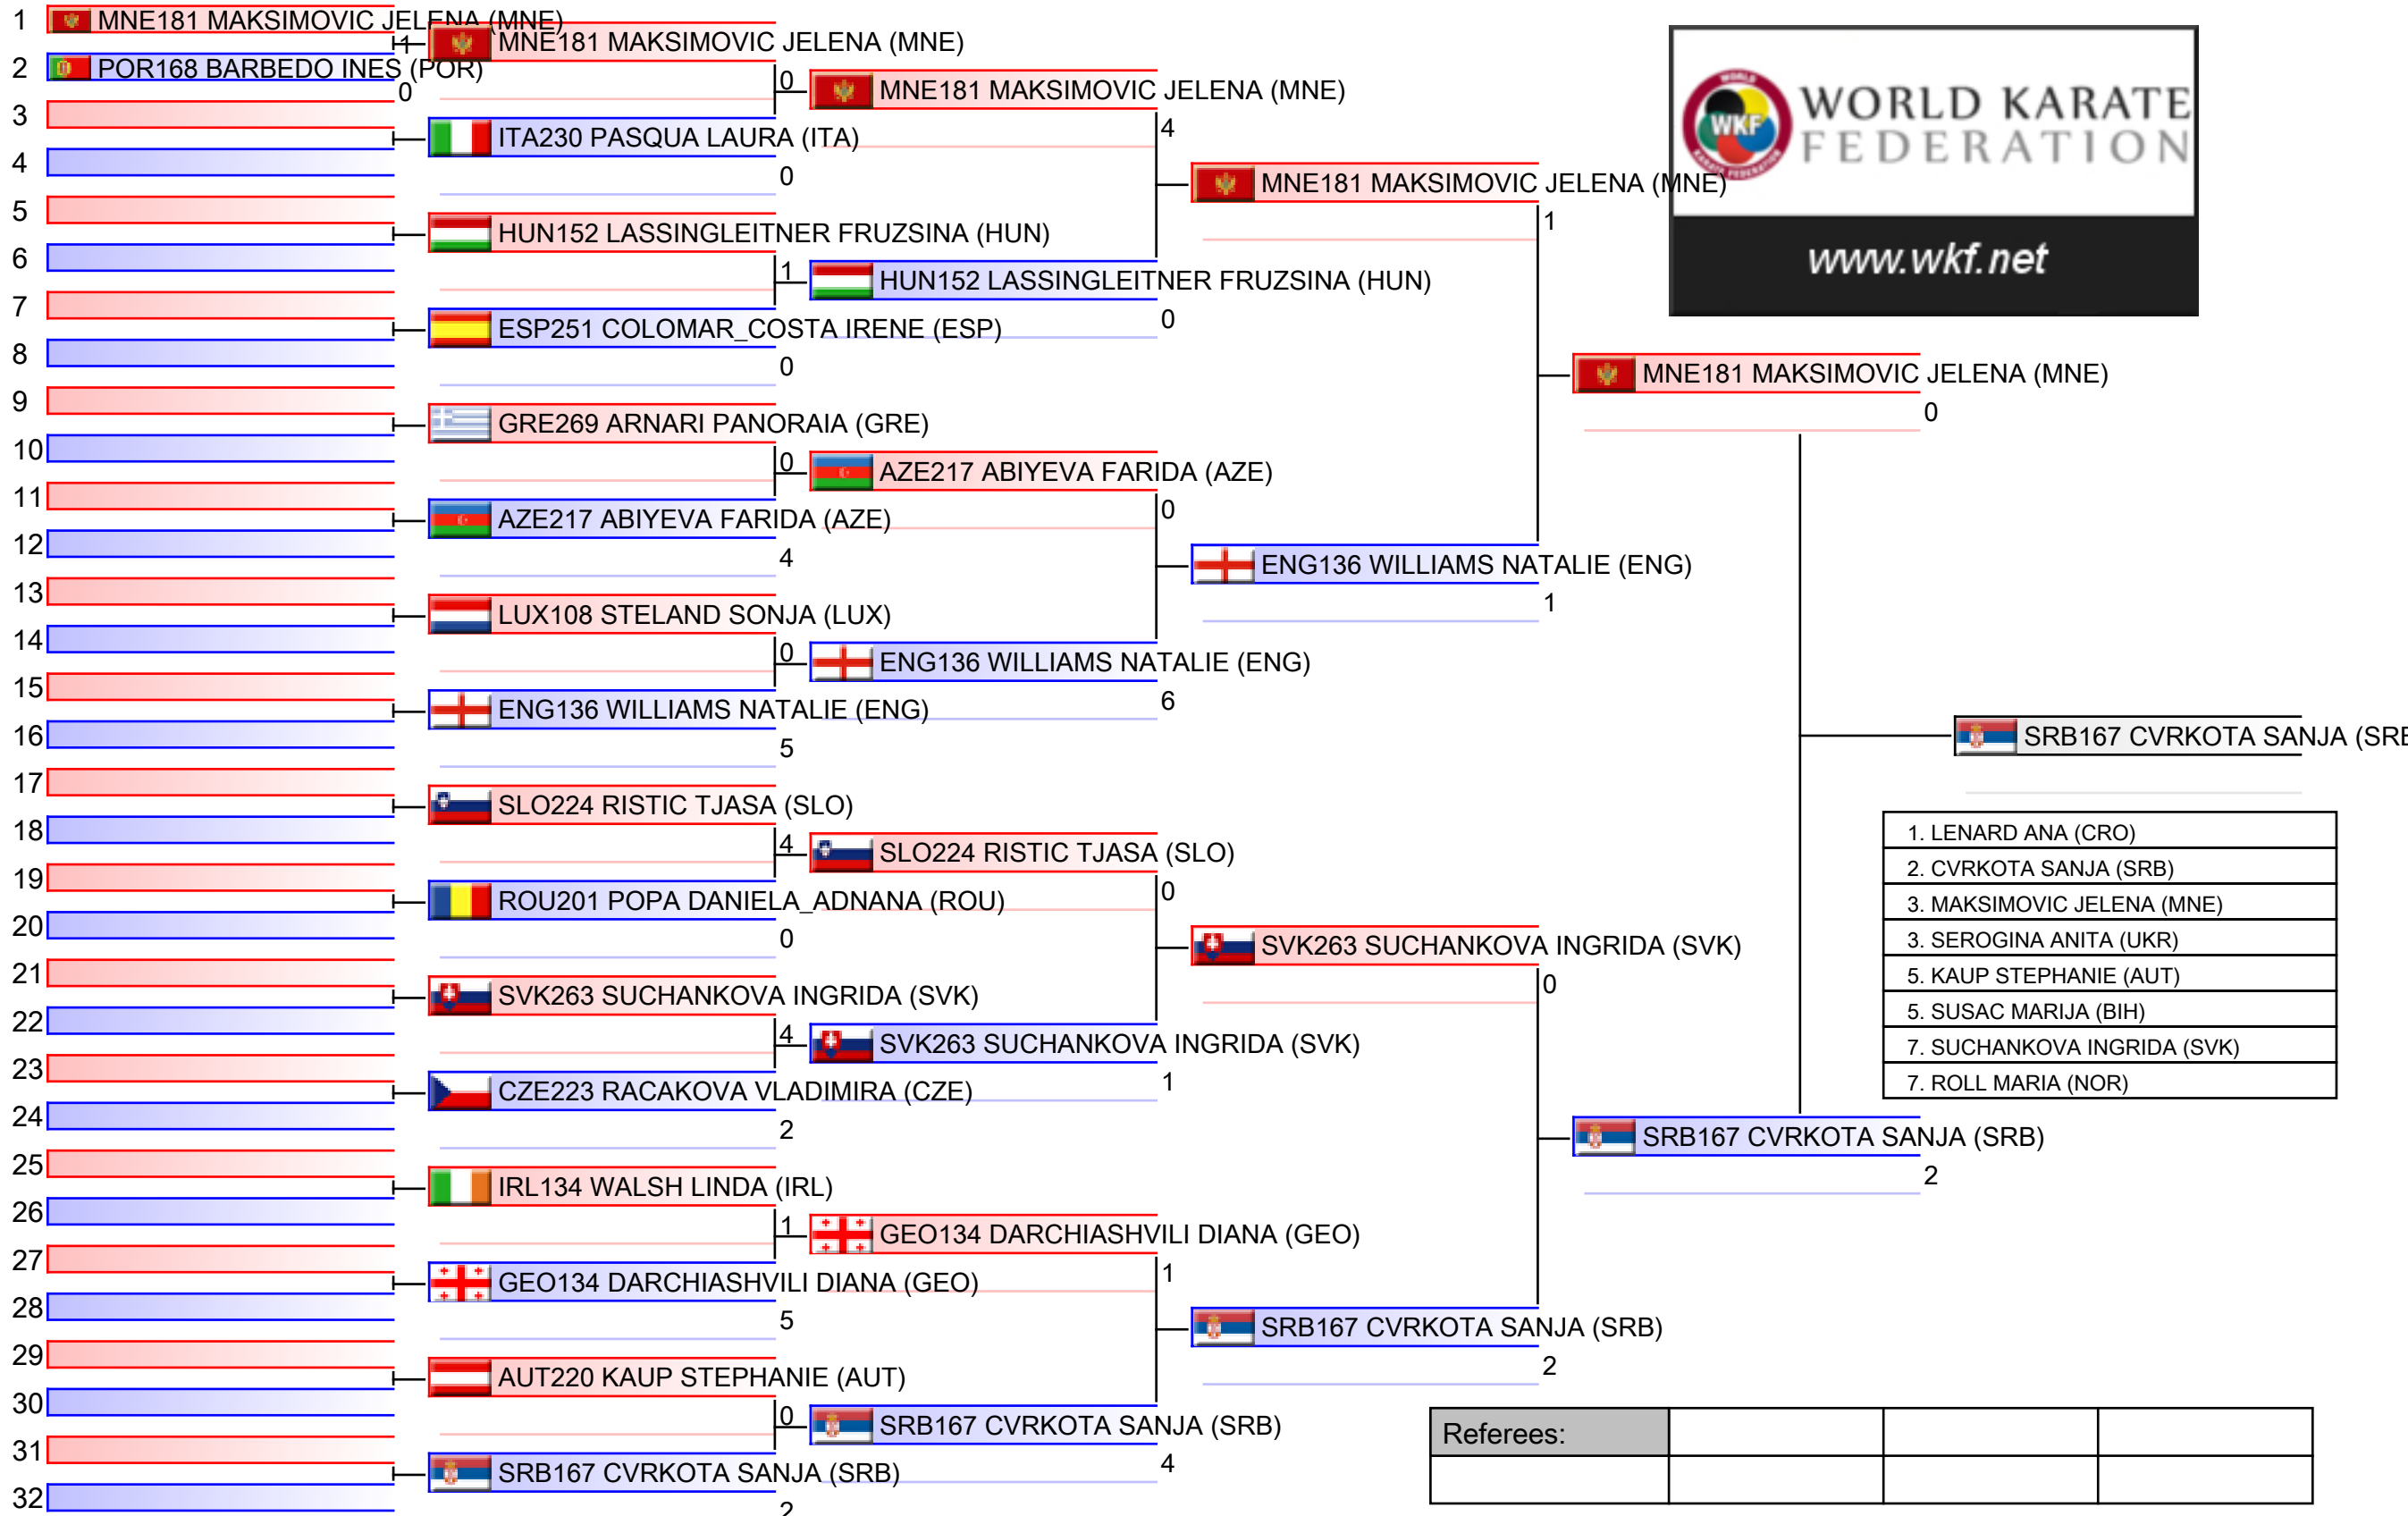 1 MNE181 MAKSIMOVIC JELENA (MNE)
1
2 POR168 BARBEDO INES (POR)
0
3
4
5
6
7
8
9
10
11
12
13
14
15
16
17
18
19
20
21
22
23
24
25
26
27
28
29
30
31
32
MNE181 MAKSIMOVIC JELENA (MNE)
0
ITA230 PASQUA LAURA (ITA)
0
HUN152 LASSINGLEITNER FRUZSINA (HUN)
1
ESP251 COLOMAR_COSTA IRENE (ESP)
0
GRE269 ARNARI PANORAIA (GRE)
0
AZE217 ABIYEVA FARIDA (AZE)
4
LUX108 STELAND SONJA (LUX)
0
ENG136 WILLIAMS NATALIE (ENG)
5
SLO224 RISTIC TJASA (SLO)
4
ROU201 POPA DANIELA_ADNANA (ROU)
0
SVK263 SUCHANKOVA INGRIDA (SVK)
4
CZE223 RACAKOVA VLADIMIRA (CZE)
2
IRL134 WALSH LINDA (IRL)
1
GEO134 DARCHIASHVILI DIANA (GEO)
5
AUT220 KAUP STEPHANIE (AUT)
0
SRB167 CVRKOTA SANJA (SRB)
2
MNE181 MAKSIMOVIC JELENA (MNE)
4
HUN152 LASSINGLEITNER FRUZSINA (HUN)
0
AZE217 ABIYEVA FARIDA (AZE)
0
ENG136 WILLIAMS NATALIE (ENG)
6
SLO224 RISTIC TJASA (SLO)
0
SVK263 SUCHANKOVA INGRIDA (SVK)
1
GEO134 DARCHIASHVILI DIANA (GEO)
1
SRB167 CVRKOTA SANJA (SRB)
4
MNE181 MAKSIMOVIC JELENA (MNE)
1
ENG136 WILLIAMS NATALIE (ENG)
1
SVK263 SUCHANKOVA INGRIDA (SVK)
0
SRB167 CVRKOTA SANJA (SRB)
2
MNE181 MAKSIMOVIC JELENA (MNE)
0
SRB167 CVRKOTA SANJA (SRB)
2
SRB167 CVRKOTA SANJA (SRB
WKF
WORLD
KARATE FEDERATION
WORLD KARATE
FEDERATION
www.wkf.net
1. LENARD ANA (CRO)
2. CVRKOTA SANJA (SRB)
3. MAKSIMOVIC JELENA (MNE)
3. SEROGINA ANITA (UKR)
5. KAUP STEPHANIE (AUT)
5. SUSAC MARIJA (BIH)
7. SUCHANKOVA INGRIDA (SVK)
7. ROLL MARIA (NOR)
Referees: